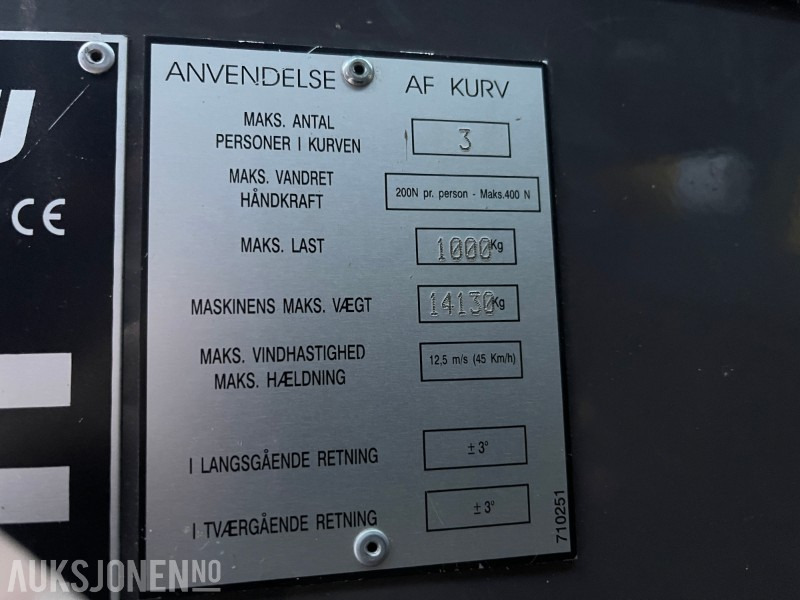 ANVENDELSE AF KURV
MAKS. ANTAL
PERSONER I KURVEN
3
MAKS. VANDRET
HÅNDKRAFT
200N pr. person - Maks.400 N
MAKS. LAST
1000Kg
MASKINENS MAKS. VÆGT
14130Kg
MAKS. VINDHASTIGHED
MAKS. HÆLDNING
12,5 m/s (45 Km/h)
I LANGSGÅENDE RETNING
±3°
I TVÆRGÅENDE RETNING
±3°
710251
CE
AUKSJONEN.NO